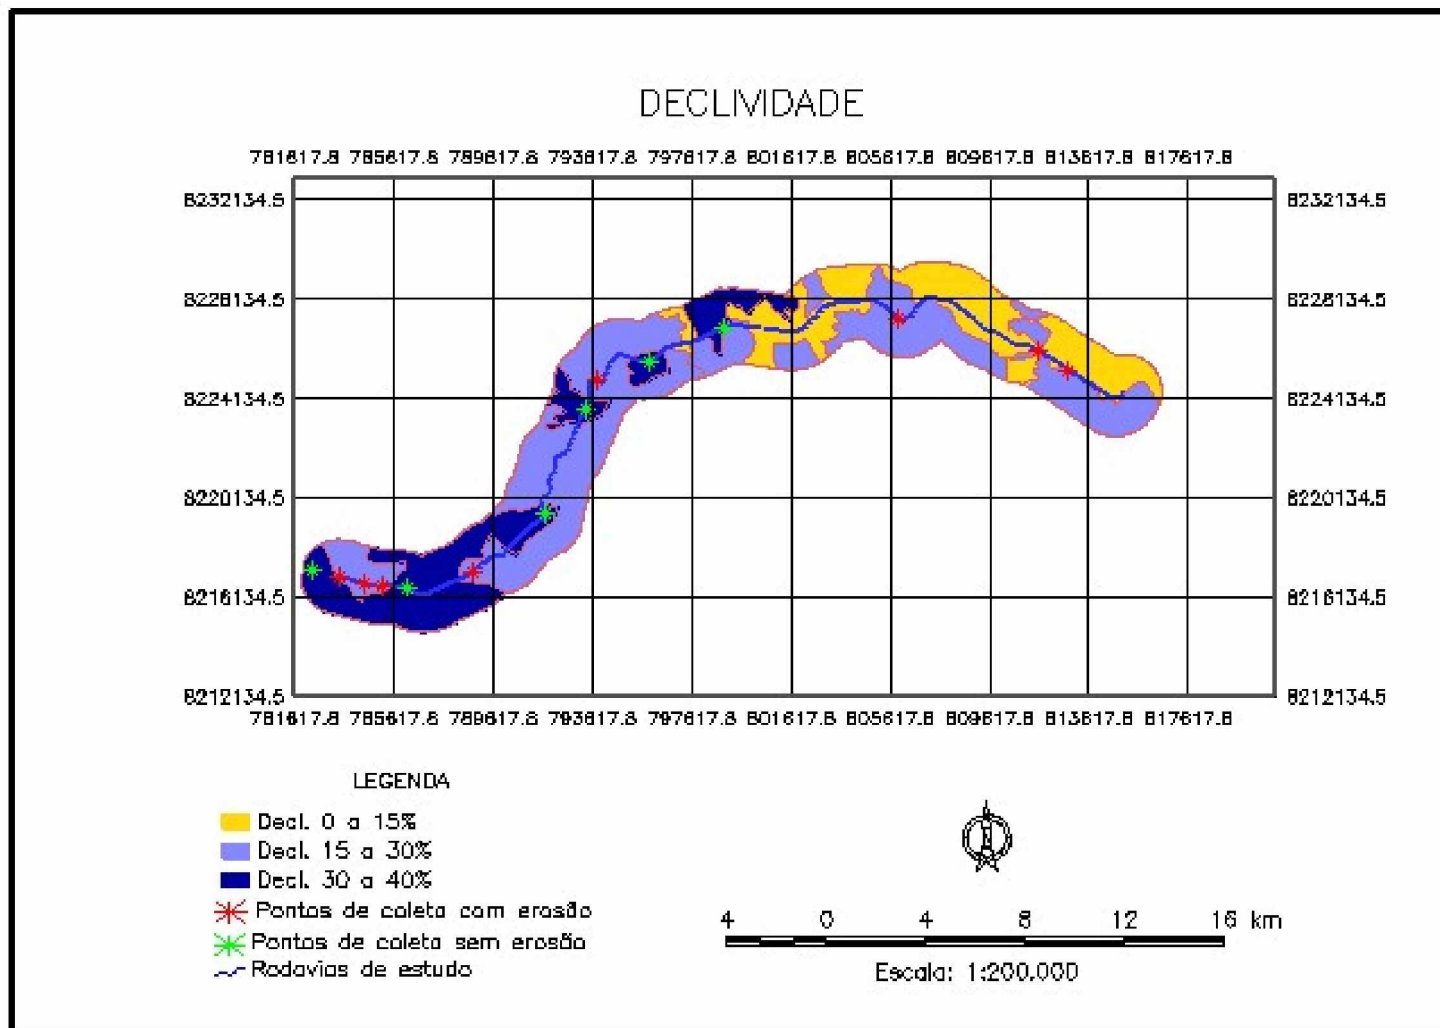 DECLIVIDADE
781617.8 785617.8 789617.8 793617.8 797617.8 801617.8 805617.8 809617.8 813617.8 817617.8
8232134.5 8232134.5
8228134.5 8228134.5
8224134.5 8224134.5
8220134.5 8220134.5
8216134.5 8216134.5
8212134.5 8212134.5
781617.8 785617.8 789617.8 793617.8 797617.8 801617.8 805617.8 809617.8 813617.8 817617.8
LEGENDA
Decl. 0 a 15%
Decl. 15 a 30%
Decl. 30 a 40%
Pontos de coleta com erosão
Pontos de coleta sem erosão
Rodovias de estudo
4 0 4 8 12 16 km
Escala: 1:200.000